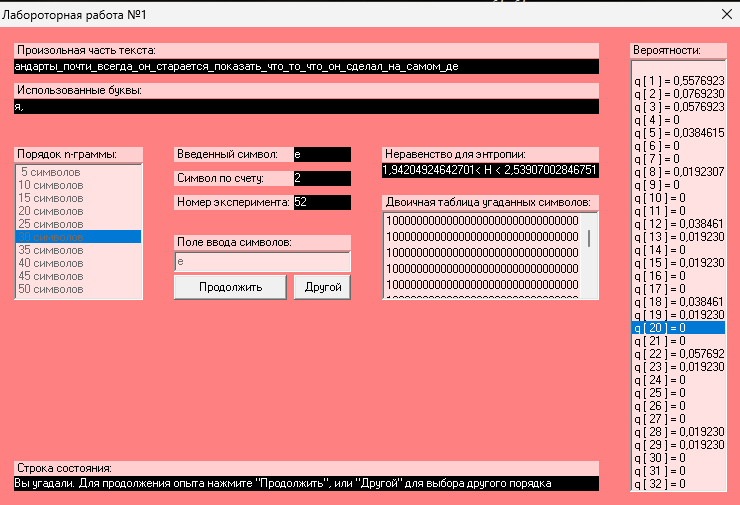 Лабороторная работа №1
Произольная часть текста:
андарты_почти_всегда_он_старается_показать_что_то_что_он_сделал_на_самом_де
Использованные буквы:
я,
Порядок n-граммы:
5 символов
10 символов
15 символов
20 символов
25 символов
35 символов
40 символов
45 символов
50 символов
Введенный символ: е
Символ по счету: 2
Номер эксперимента: 52
Поле ввода символов:
е
Продолжить
Другой
Неравенство для энтропии:
1,94204924642701< H < 2,53907002846751
Двоичная таблица угаданных символов:
10000000000000000000000000000000
10000000000000000000000000000000
10000000000000000000000000000000
10000000000000000000000000000000
10000000000000000000000000000000
Вероятности:
q [ 1 ] = 0,5576923
q [ 2 ] = 0,0769230
q [ 3 ] = 0,0576923
q [ 4 ] = 0
q [ 5 ] = 0,0384615
q [ 6 ] = 0
q [ 7 ] = 0
q [ 8 ] = 0,0192307
q [ 9 ] = 0
q [ 10 ] = 0
q [ 11 ] = 0
q [ 12 ] = 0,038461
q [ 13 ] = 0,019230
q [ 14 ] = 0
q [ 15 ] = 0,019230
q [ 16 ] = 0
q [ 17 ] = 0
q [ 18 ] = 0,038461
q [ 19 ] = 0,019230
q [ 20 ] = 0
q [ 21 ] = 0
q [ 22 ] = 0,057692
q [ 23 ] = 0,019230
q [ 24 ] = 0
q [ 25 ] = 0
q [ 26 ] = 0
q [ 27 ] = 0
q [ 28 ] = 0,019230
q [ 29 ] = 0,019230
q [ 30 ] = 0
q [ 31 ] = 0
q [ 32 ] = 0
Строка состояния:
Вы угадали. Для продолжения опыта нажмите "Продолжить", или "Другой" для выбора другого порядка